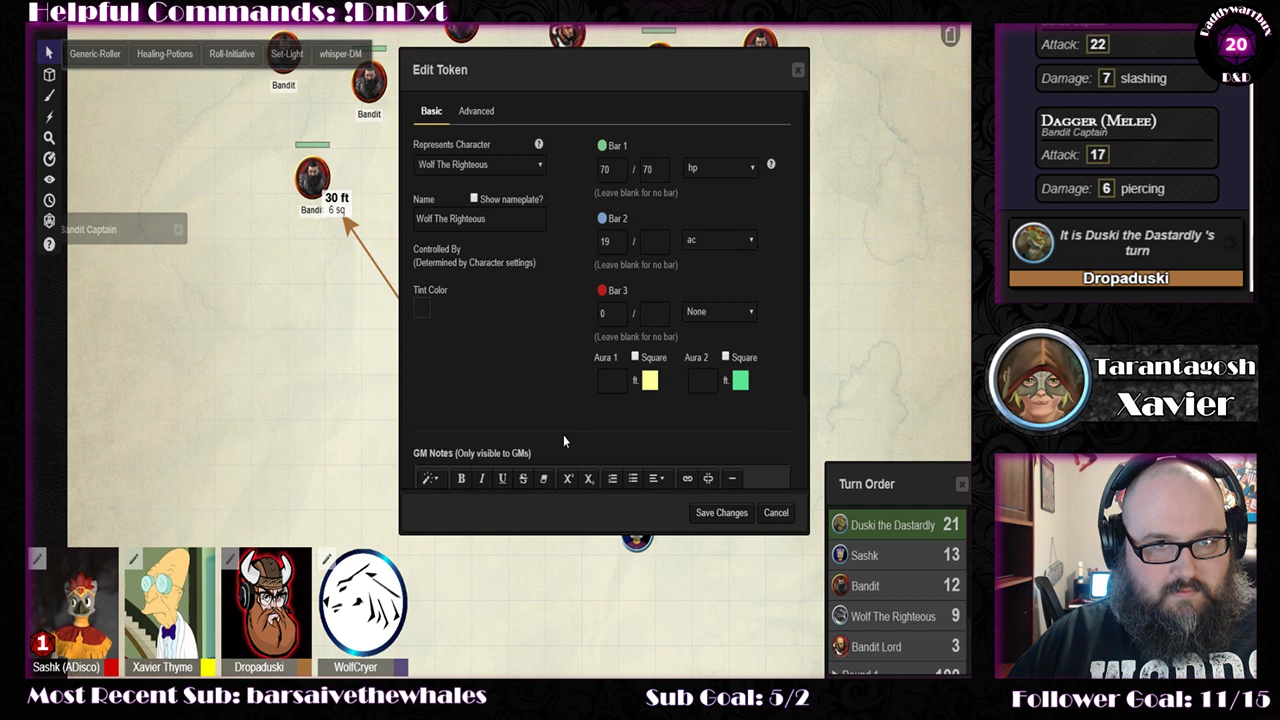 Helpful Commands: !DnDyt
Generic-Roller
Healing-Potions
Roll-Initiative
Set-Light
whisper-DM
Bandit
Bandit
30 ft
Bandi 6 sq
Bandit Captain
Edit Token
Basic
Advanced
Represents Character
Wolf The Righteous
Name
Show nameplate?
Wolf The Righteous
Controlled By
(Determined by Character settings)
Tint Color
Bar 1
70 / 70
hp
(Leave blank for no bar)
Bar 2
19 /
ac
(Leave blank for no bar)
Bar 3
0 /
None
(Leave blank for no bar)
Aura 1
Square
Aura 2
Square
ft.
ft.
GM Notes (Only visible to GMs)
Save Changes
Cancel
Attack: 22
Damage: 7 slashing
Dagger (Melee)
Bandit Captain
Attack: 17
Damage: 6 piercing
It is Duski the Dastardly 's
turn
Dropaduski
Daddywarrbux
20
D&D
Tarantagosh
Xavier
Turn Order
Duski the Dastardly 21
Sashk 13
Bandit 12
Wolf The Righteous 9
Bandit Lord 3
1
Sashk (ADisco)
Xavier Thyme
Dropaduski
WolfCryer
Most Recent Sub: barsaivethewhales
Sub Goal: 5/2
Follower Goal: 11/15